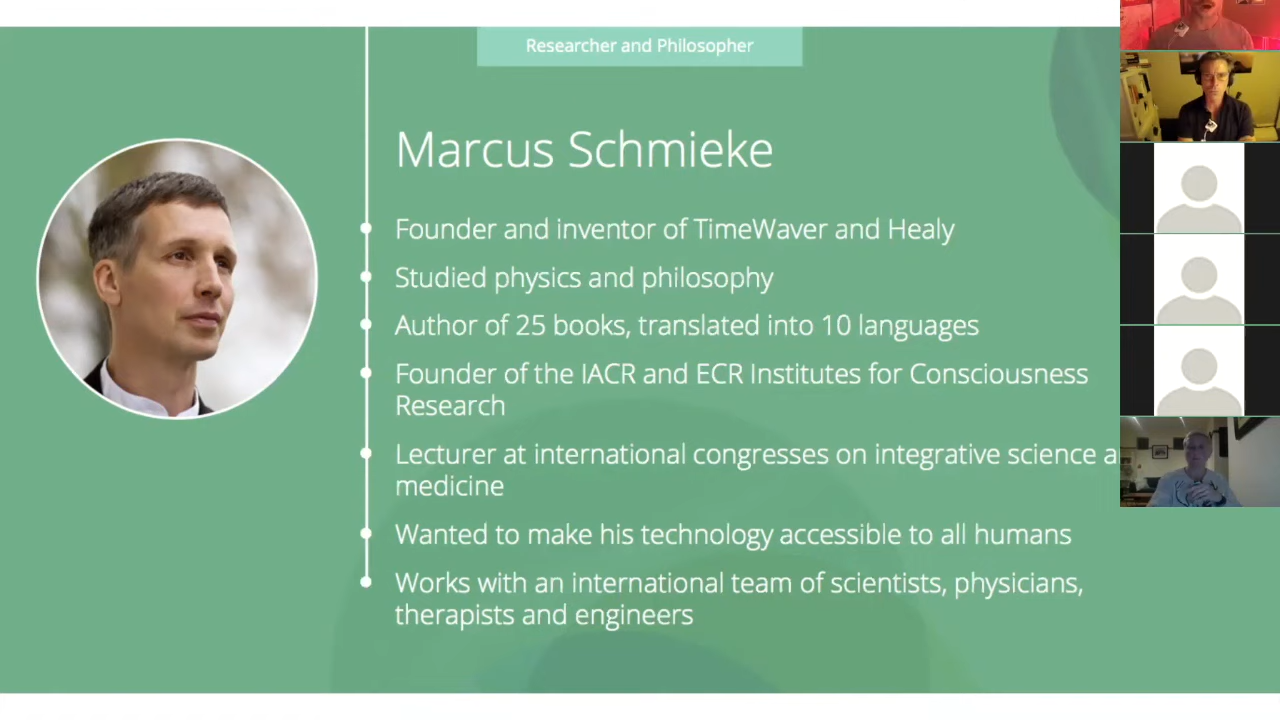 Researcher and Philosopher
Marcus Schmieke
Founder and inventor of TimeWaver and Healy
Studied physics and philosophy
Author of 25 books, translated into 10 languages
Founder of the IACR and ECR Institutes for Consciousness
Research
Lecturer at international congresses on integrative science a
medicine
Wanted to make his technology accessible to all humans
Works with an international team of scientists, physicians,
therapists and engineers